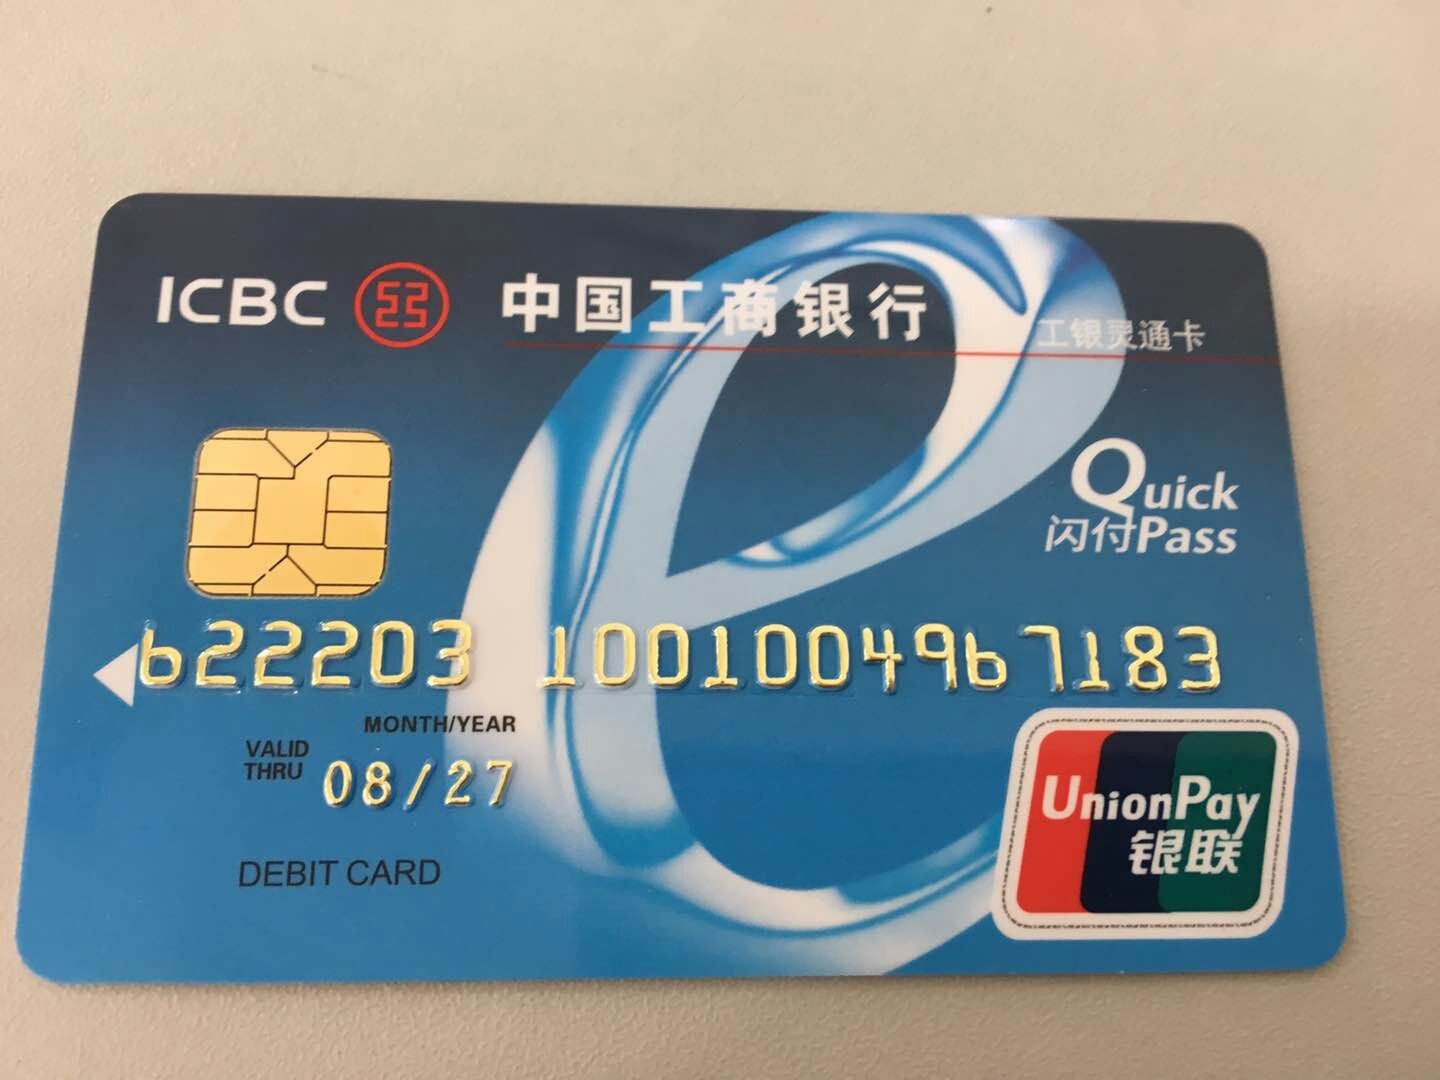 ICBC 中国工商银行
工银灵通卡
Quick
闪付Pass
622203 1001004967183
MONTH/YEAR
VALID
THRU 08/27
DEBIT CARD
UnionPay
银联